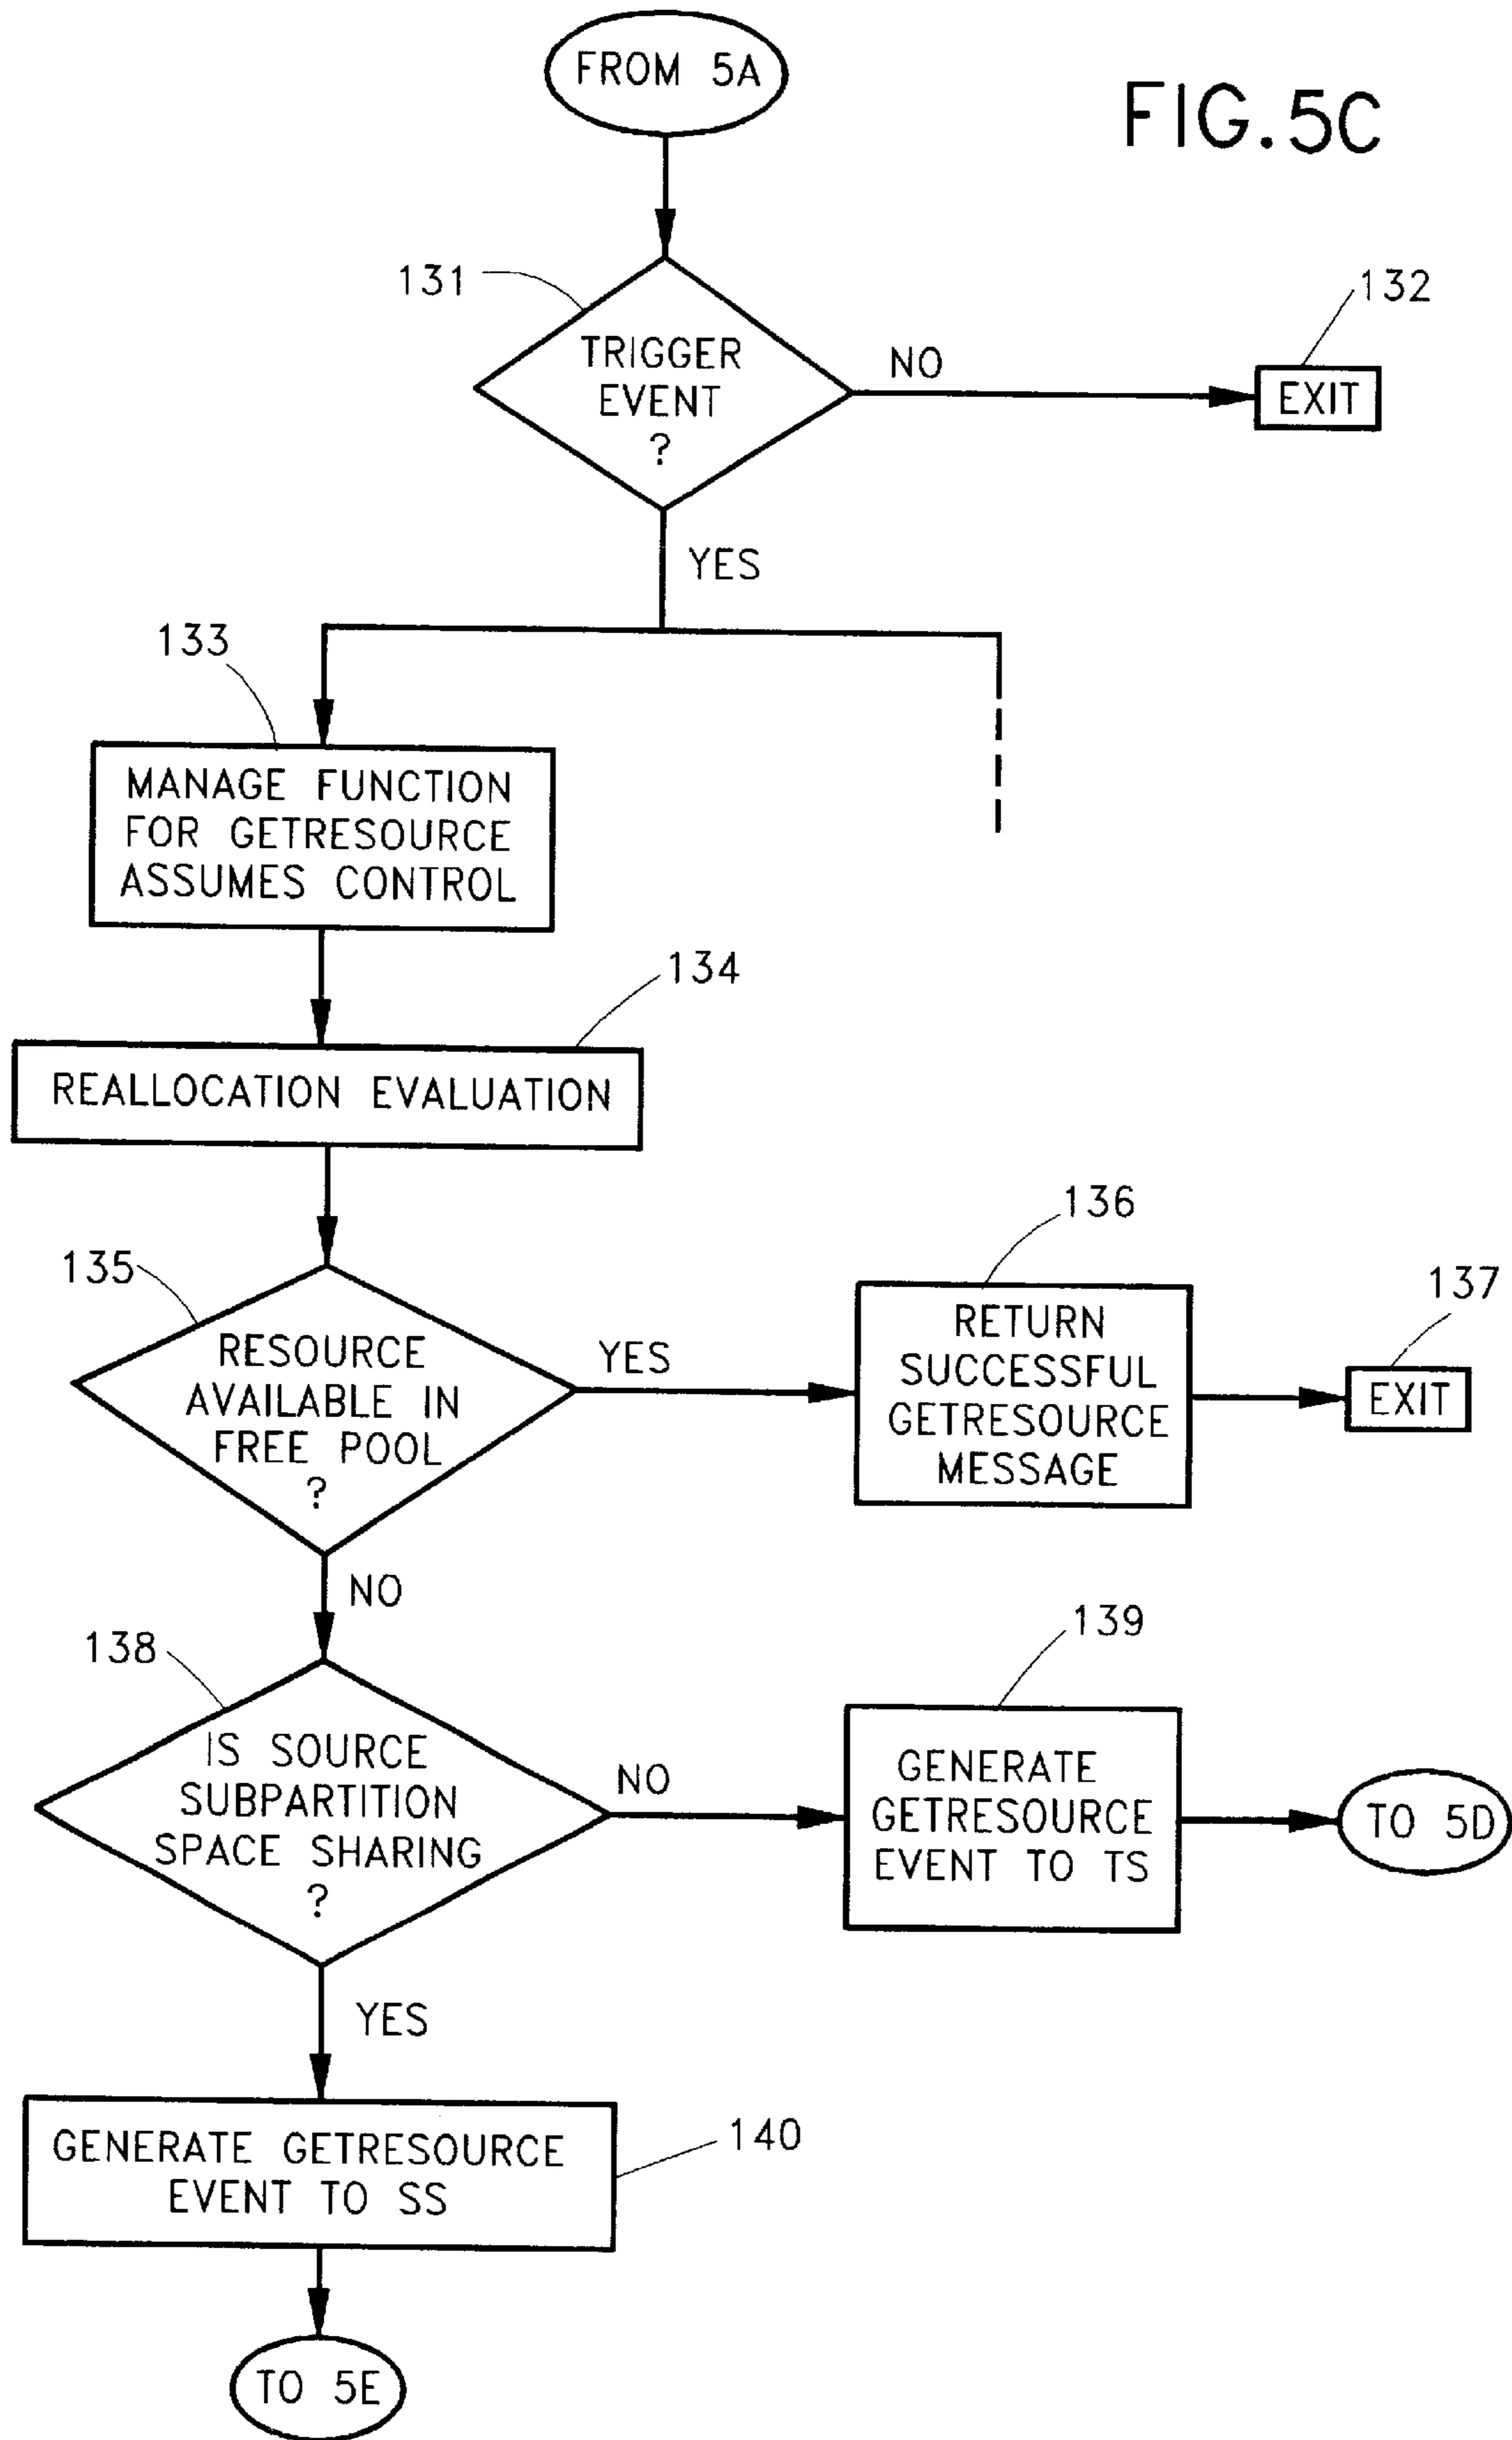 FROM 5A
FIG. 5C
131
132
TRIGGER
EVENT
?
NO
EXIT
YES
133
MANAGE FUNCTION
FOR GETRESOURCE
ASSUMES CONTROL
134
REALLOCATION EVALUATION
135
136
137
RESOURCE
AVAILABLE IN
FREE POOL
?
YES
RETURN
SUCCESSFUL
GETRESOURCE
MESSAGE
EXIT
NO
138
139
IS SOURCE
SUBPARTITION
SPACE SHARING
?
NO
GENERATE
GETRESOURCE
EVENT TO TS
TO 5D
YES
140
GENERATE GETRESOURCE
EVENT TO SS
TO 5E